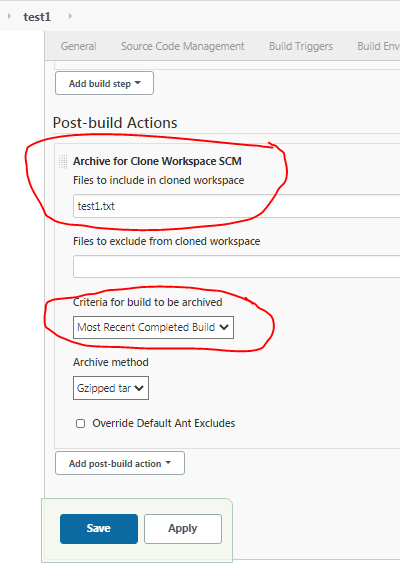 test1
General Source Code Management Build Triggers Build Env
Add build step
Post-build Actions
Archive for Clone Workspace SCM
Files to include in cloned workspace
test1.txt
Files to exclude from cloned workspace
Criteria for build to be archived
Most Recent Completed Build
Archive method
Gzipped tar
Override Default Ant Excludes
Add post-build action
Save Apply